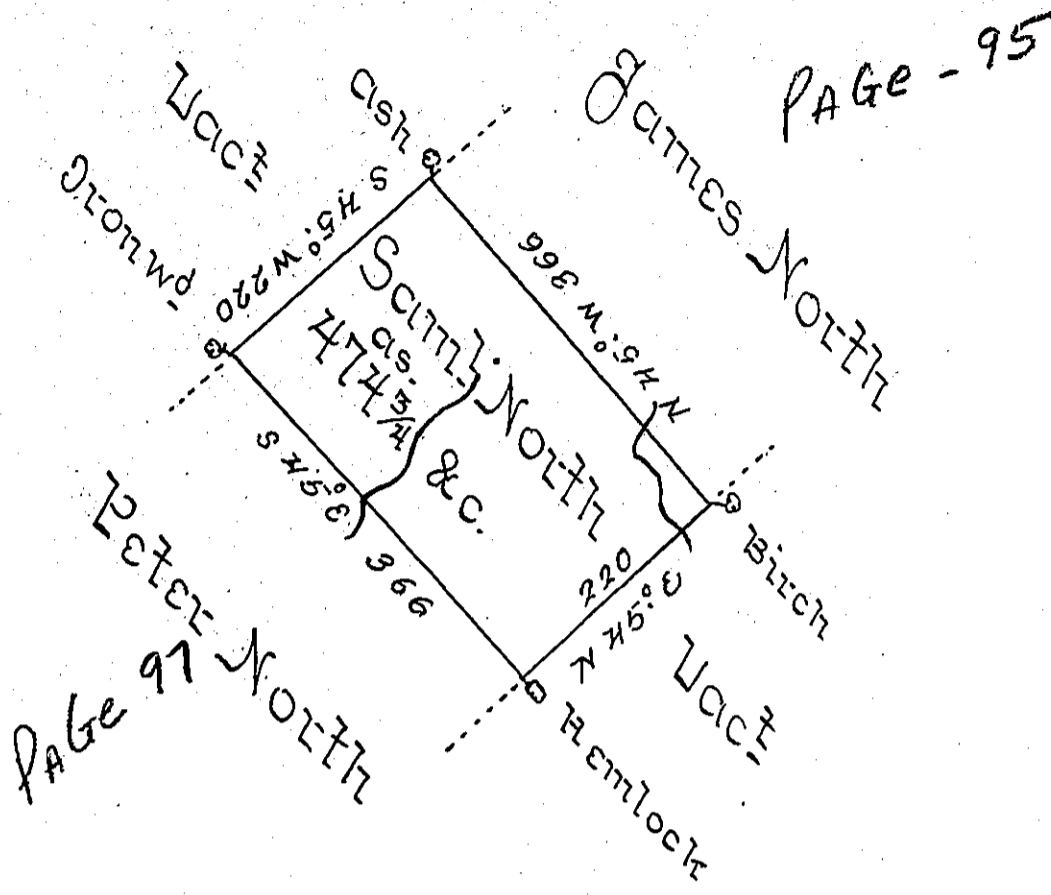 PAGE - 95
James North
Vact
Ash
Ironwd
S 45° W 220
N 45° W 366
Saml. North
as.
474 3/4
&c.
S 45° E
366
220
N 45° E
Birch
Vact
Hemlock
Peter North
PAGE 97